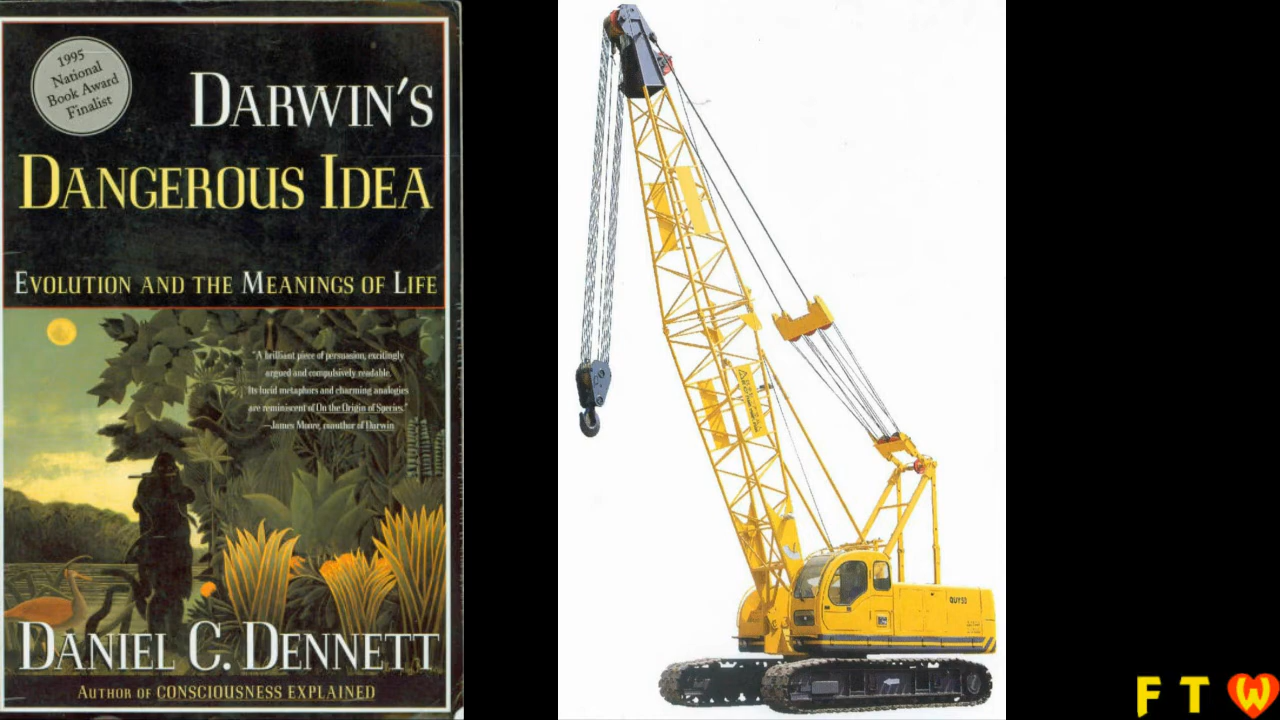 1995
National
Book Award
Finalist
DARWIN'S
DANGEROUS IDEA
EVOLUTION AND THE MEANINGS OF LIFE
"A brilliant piece of persuasion, excitingly
argued and compulsively readable.
Its lucid metaphors and charming analogies
are reminiscent of On the Origin of Species."
—James Moore, coauthor of Darwin
DANIEL C. DENNETT
AUTHOR OF CONSCIOUSNESS EXPLAINED
QUY50
F T W